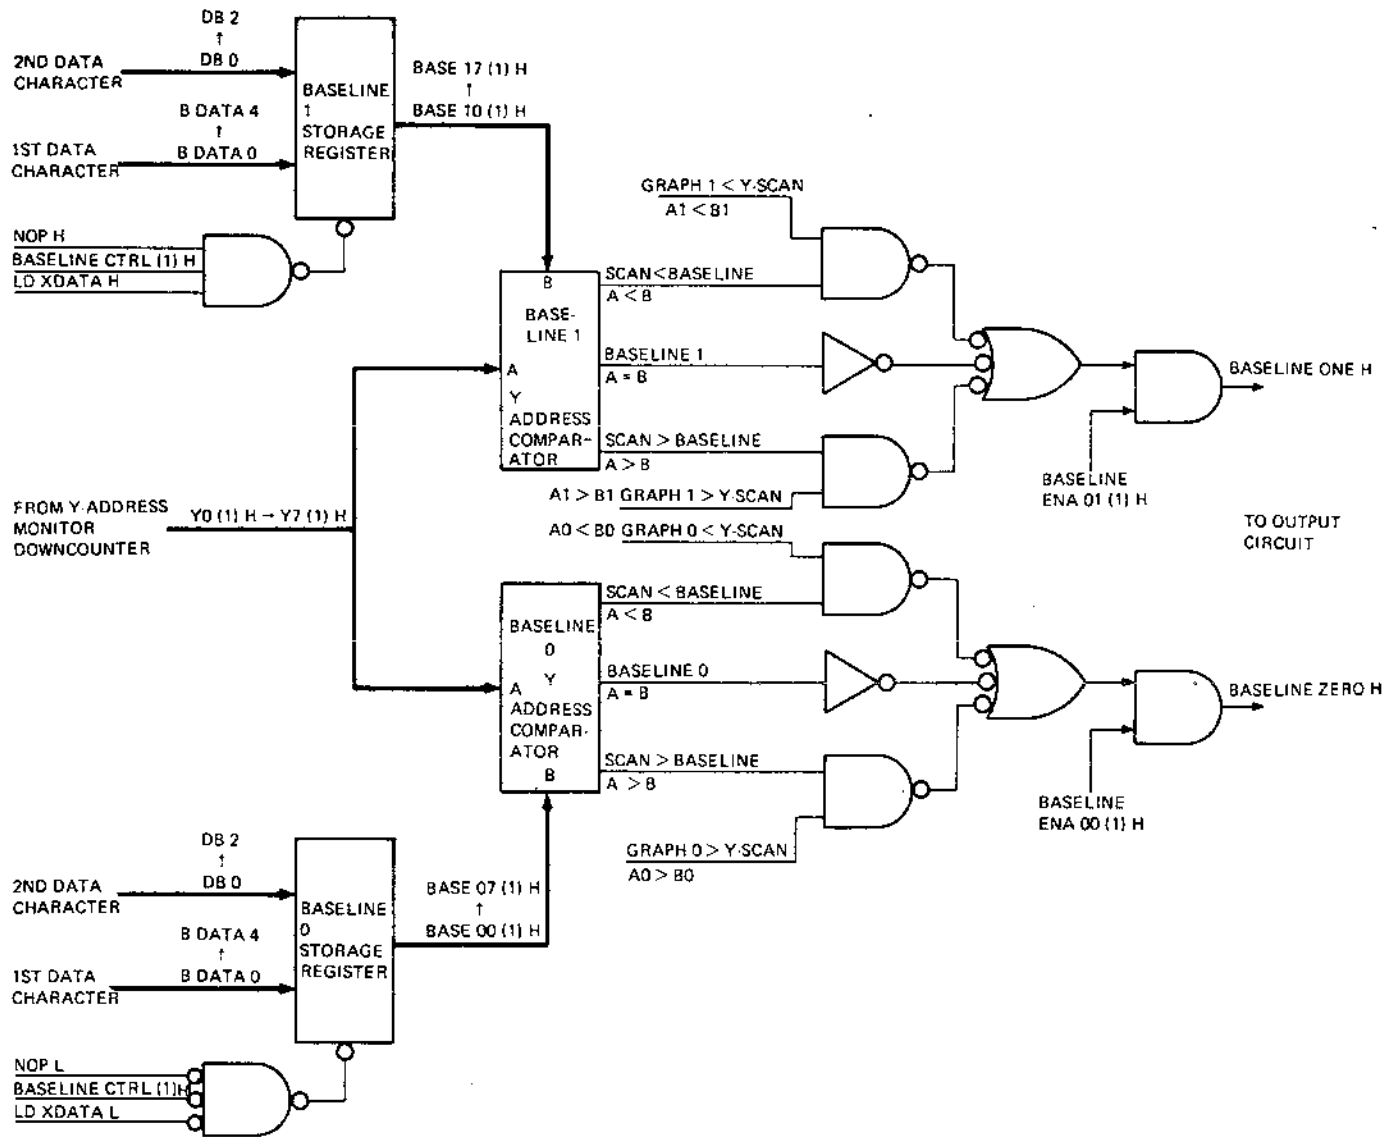 DB 2
↑
DB 0
2ND DATA
CHARACTER
B DATA 4
↑
B DATA 0
1ST DATA
CHARACTER
BASELINE
1
STORAGE
REGISTER
BASE 17 (1) H
↑
BASE 10 (1) H
NOP H
BASELINE CTRL (1) H
LD XDATA H
GRAPH 1 < Y-SCAN
A1 < B1
B
BASE-
LINE 1
A
Y
ADDRESS
COMPAR-
ATOR
SCAN<BASELINE
A < B
BASELINE 1
A = B
SCAN > BASELINE
A > B
A1 > B1 GRAPH 1 > Y-SCAN
BASELINE ONE H
BASELINE
ENA 01 (1) H
FROM Y-ADDRESS
MONITOR
DOWNCOUNTER
Y0 (1) H → Y7 (1) H
A0 < B0 GRAPH 0 < Y-SCAN
TO OUTPUT
CIRCUIT
BASELINE
0
Y
A
ADDRESS
COMPAR-
ATOR
B
SCAN < BASELINE
A < B
BASELINE 0
A = B
SCAN > BASELINE
A > B
GRAPH 0 > Y-SCAN
A0 > B0
BASELINE ZERO H
BASELINE
ENA 00 (1) H
DB 2
↑
DB 0
2ND DATA
CHARACTER
B DATA 4
↑
B DATA 0
1ST DATA
CHARACTER
BASELINE
0
STORAGE
REGISTER
BASE 07 (1) H
↑
BASE 00 (1) H
NOP L
BASELINE CTRL (1)H
LD XDATA L